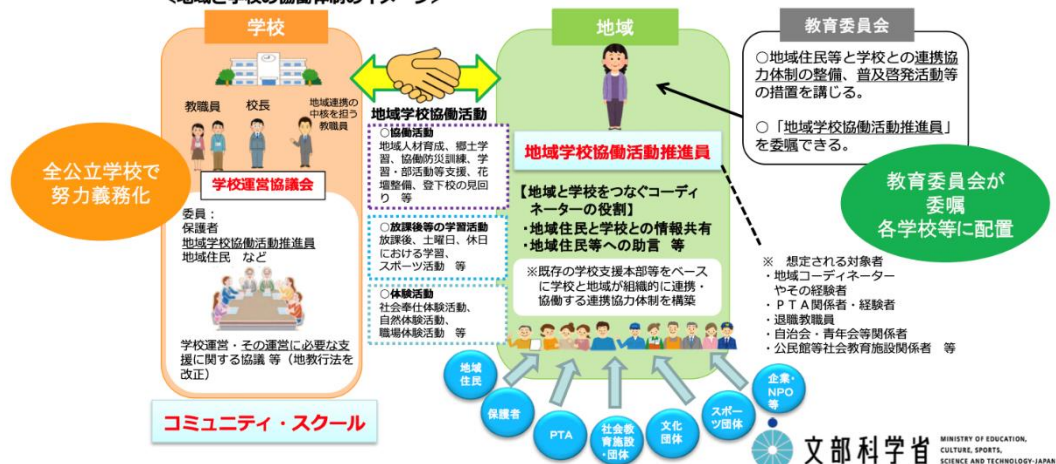 <地域と学校の協働体制のイメージ>
学校
教職員
校長
地域連携の
中核を担う
教職員
学校運営協議会
委員：
保護者
地域学校協働活動推進員
地域住民　など
学校運営・その運営に必要な支
援に関する協議 等（地教行法を
改正）
コミュニティ・スクール
全公立学校で
努力義務化
地域学校協働活動
○協働活動
地域人材育成、郷土学
習、協働防災訓練、学
習・部活動等支援、花
壇整備、登下校の見回
り　等
○放課後等の学習活動
放課後、土曜日、休日
における学習、
スポーツ活動　等
○体験活動
社会奉仕体験活動、
自然体験活動、
職場体験活動　等
地域
地域学校協働活動推進員
【地域と学校をつなぐコーディ
ネーターの役割】
・地域住民と学校との情報共有
・地域住民等への助言　等
※既存の学校支援本部等をベース
に学校と地域が組織的に連携・
協働する連携協力体制を構築
地域
住民
保護者
PTA
社会教
育施設
・団体
文化
団体
スポー
ツ団体
企業・
NPO
等
教育委員会
○地域住民等と学校との連携協
力体制の整備、普及啓発活動等
の措置を講じる。
○「地域学校協働活動推進員」
を委嘱できる。
教育委員会が
委嘱
各学校等に配置
※　想定される対象者
・地域コーディネーター
やその経験者
・ＰＴＡ関係者・経験者
・退職教職員
・自治会・青年会等関係者
・公民館等社会教育施設関係者　等
文部科学省
MINISTRY OF EDUCATION,
CULTURE, SPORTS,
SCIENCE AND TECHNOLOGY-JAPAN